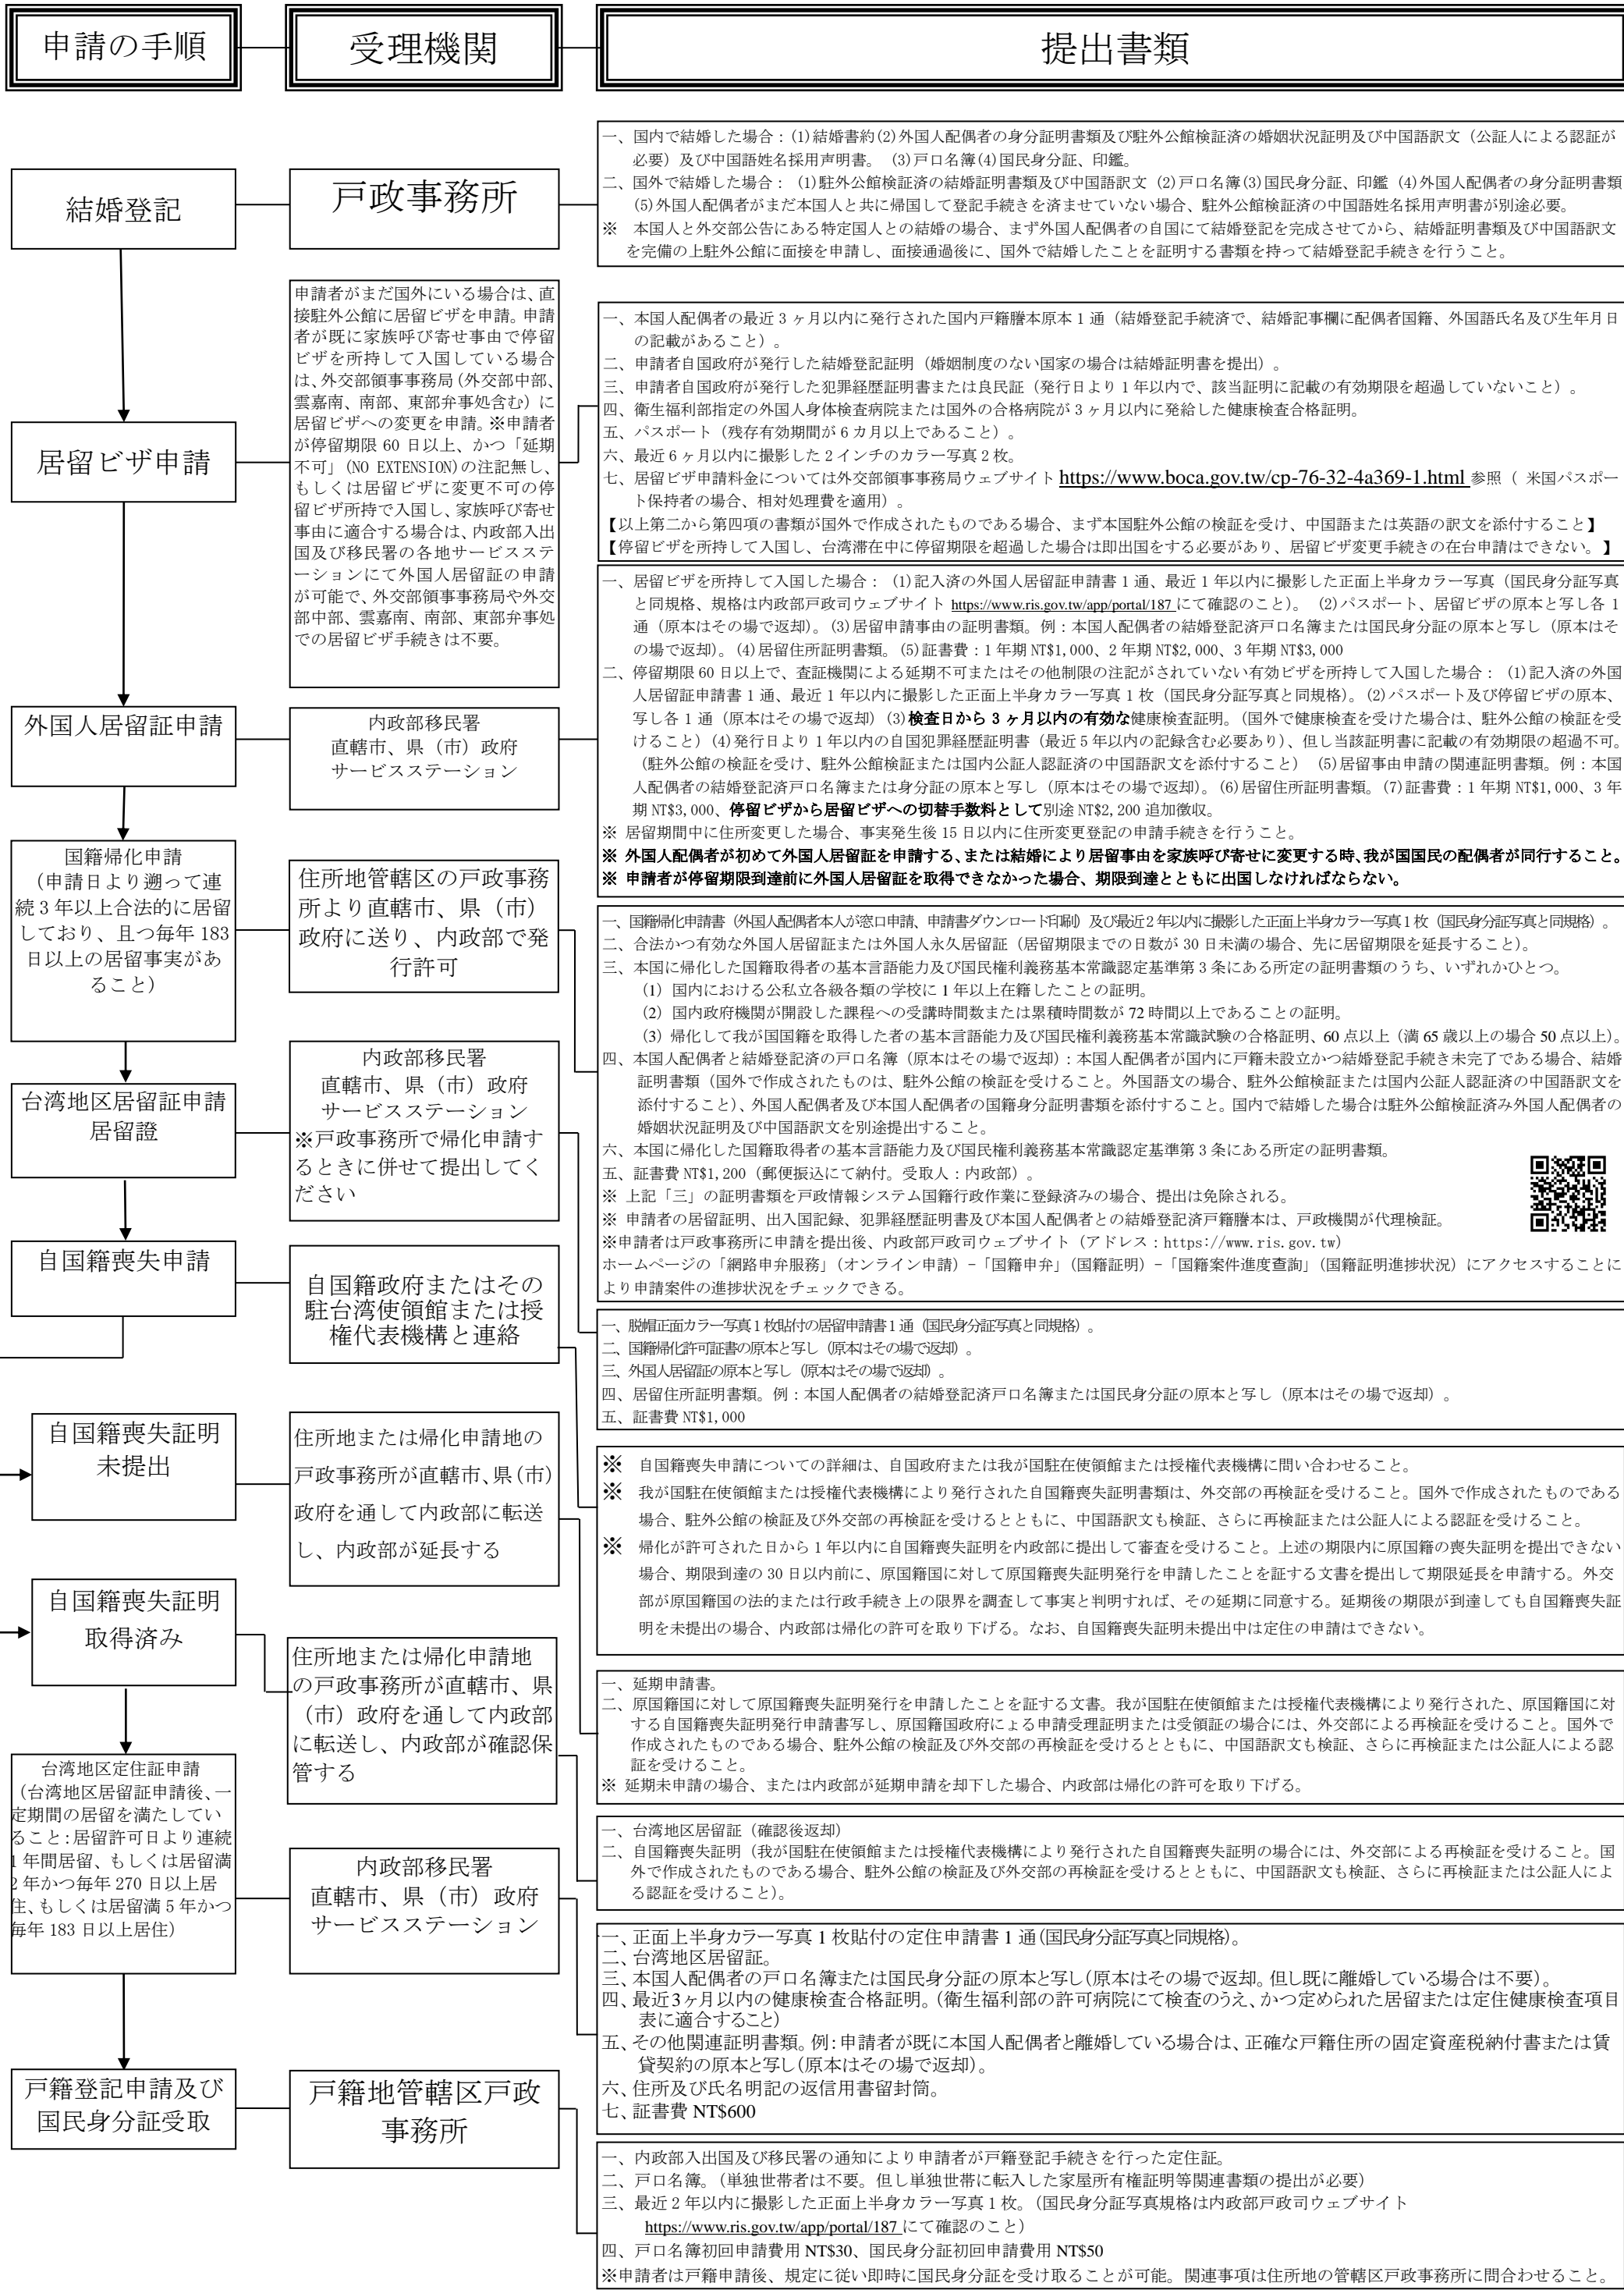 申請の手順
受理機関
提出書類
結婚登記
戸政事務所
一、国内で結婚した場合：(1)結婚書約(2)外国人配偶者の身分証明書類及び駐外公館検証済の婚姻状況証明及び中国語訳文（公証人による認証が
必要）及び中国語姓名採用声明書。 (3)戸口名簿(4)国民身分証、印鑑。
二、国外で結婚した場合： (1)駐外公館検証済の結婚証明書類及び中国語訳文 (2)戸口名簿(3)国民身分証、印鑑 (4)外国人配偶者の身分証明書類
(5)外国人配偶者がまだ本国人と共に帰国して登記手続きを済ませていない場合、駐外公館検証済の中国語姓名採用声明書が別途必要。
※ 本国人と外交部公告にある特定国人との結婚の場合、まず外国人配偶者の自国にて結婚登記を完成させてから、結婚証明書類及び中国語訳文
を完備の上駐外公館に面接を申請し、面接通過後に、国外で結婚したことを証明する書類を持って結婚登記手続きを行うこと。
居留ビザ申請
申請者がまだ国外にいる場合は、直
接駐外公館に居留ビザを申請。申請
者が既に家族呼び寄せ事由で停留
ビザを所持して入国している場合
は、外交部領事事務局(外交部中部、
雲嘉南、南部、東部弁事処含む)に
居留ビザへの変更を申請。※申請者
が停留期限 60 日以上、かつ「延期
不可」(NO EXTENSION)の注記無し、
もしくは居留ビザに変更不可の停
留ビザ所持で入国し、家族呼び寄せ
事由に適合する場合は、内政部入出
国及び移民署の各地サービスステ
ーションにて外国人居留証の申請
が可能で、外交部領事事務局や外交
部中部、雲嘉南、南部、東部弁事処
での居留ビザ手続きは不要。
一、本国人配偶者の最近 3 ヶ月以内に発行された国内戸籍謄本原本 1 通（結婚登記手続済で、結婚記事欄に配偶者国籍、外国語氏名及び生年月日
の記載があること）。
二、申請者自国政府が発行した結婚登記証明（婚姻制度のない国家の場合は結婚証明書を提出）。
三、申請者自国政府が発行した犯罪経歴証明書または良民証（発行日より 1 年以内で、該当証明に記載の有効期限を超過していないこと）。
四、衛生福利部指定の外国人身体検査病院または国外の合格病院が 3 ヶ月以内に発給した健康検査合格証明。
五、パスポート（残存有効期間が 6 カ月以上であること）。
六、最近 6 ヶ月以内に撮影した 2 インチのカラー写真 2 枚。
七、居留ビザ申請料金については外交部領事事務局ウェブサイト https://www.boca.gov.tw/cp-76-32-4a369-1.html 参照（ 米国パスポー
ト保持者の場合、相対処理費を適用）。
【以上第二から第四項の書類が国外で作成されたものである場合、まず本国駐外公館の検証を受け、中国語または英語の訳文を添付すること】
【停留ビザを所持して入国し、台湾滞在中に停留期限を超過した場合は即出国をする必要があり、居留ビザ変更手続きの在台申請はできない。】
外国人居留証申請
内政部移民署
直轄市、県（市）政府
サービスステーション
一、居留ビザを所持して入国した場合： (1)記入済の外国人居留証申請書 1 通、最近 1 年以内に撮影した正面上半身カラー写真（国民身分証写真
と同規格、規格は内政部戸政司ウェブサイト https://www.ris.gov.tw/app/portal/187 にて確認のこと）。 (2)パスポート、居留ビザの原本と写し各 1
通（原本はその場で返却）。(3)居留申請事由の証明書類。例：本国人配偶者の結婚登記済戸口名簿または国民身分証の原本と写し（原本はそ
の場で返却）。(4)居留住所証明書類。(5)証書費：1 年期 NT$1,000、2 年期 NT$2,000、3 年期 NT$3,000
二、停留期限 60 日以上で、査証機関による延期不可またはその他制限の注記がされていない有効ビザを所持して入国した場合： (1)記入済の外国
人居留証申請書 1 通、最近 1 年以内に撮影した正面上半身カラー写真 1 枚（国民身分証写真と同規格）。(2)パスポート及び停留ビザの原本、
写し各 1 通（原本はその場で返却）(3)検査日から 3 ヶ月以内の有効な健康検査証明。（国外で健康検査を受けた場合は、駐外公館の検証を受
けること）(4)発行日より 1 年以内の自国犯罪経歴証明書（最近 5 年以内の記録含む必要あり）、但し当該証明書に記載の有効期限の超過不可。
（駐外公館の検証を受け、駐外公館検証または国内公証人認証済の中国語訳文を添付すること） (5)居留事由申請の関連証明書類。例：本国
人配偶者の結婚登記済戸口名簿または身分証の原本と写し（原本はその場で返却）。(6)居留住所証明書類。(7)証書費：1 年期 NT$1,000、3 年
期 NT$3,000、停留ビザから居留ビザへの切替手数料として別途 NT$2,200 追加徴収。
※ 居留期間中に住所変更した場合、事実発生後 15 日以内に住所変更登記の申請手続きを行うこと。
※ 外国人配偶者が初めて外国人居留証を申請する、または結婚により居留事由を家族呼び寄せに変更する時、我が国国民の配偶者が同行すること。
※ 申請者が停留期限到達前に外国人居留証を取得できなかった場合、期限到達とともに出国しなければならない。
国籍帰化申請
（申請日より遡って連
続 3 年以上合法的に居留
しており、且つ毎年 183
日以上の居留事実があ
ること）
住所地管轄区の戸政事務
所より直轄市、県（市）
政府に送り、内政部で発
行許可
一、国籍帰化申請書（外国人配偶者本人が窓口申請、申請書ダウンロード印刷）及び最近 2 年以内に撮影した正面上半身カラー写真 1 枚（国民身分証写真と同規格）。
二、合法かつ有効な外国人居留証または外国人永久居留証（居留期限までの日数が 30 日未満の場合、先に居留期限を延長すること）。
三、本国に帰化した国籍取得者の基本言語能力及び国民権利義務基本常識認定基準第 3 条にある所定の証明書類のうち、いずれかひとつ。
（1）国内における公私立各級各類の学校に 1 年以上在籍したことの証明。
（2）国内政府機関が開設した課程への受講時間数または累積時間数が 72 時間以上であることの証明。
（3）帰化して我が国国籍を取得した者の基本言語能力及び国民権利義務基本常識試験の合格証明、60 点以上（満 65 歳以上の場合 50 点以上）。
四、本国人配偶者と結婚登記済の戸口名簿（原本はその場で返却）：本国人配偶者が国内に戸籍未設立かつ結婚登記手続き未完了である場合、結婚
証明書類（国外で作成されたものは、駐外公館の検証を受けること。外国語文の場合、駐外公館検証または国内公証人認証済の中国語訳文を
添付すること）、外国人配偶者及び本国人配偶者の国籍身分証明書類を添付すること。国内で結婚した場合は駐外公館検証済み外国人配偶者の
婚姻状況証明及び中国語訳文を別途提出すること。
六、本国に帰化した国籍取得者の基本言語能力及び国民権利義務基本常識認定基準第 3 条にある所定の証明書類。
五、証書費 NT$1,200（郵便振込にて納付。受取人：内政部）。
※ 上記「三」の証明書類を戸政情報システム国籍行政作業に登録済みの場合、提出は免除される。
※ 申請者の居留証明、出入国記録、犯罪経歴証明書及び本国人配偶者との結婚登記済戸籍謄本は、戸政機関が代理検証。
※申請者は戸政事務所に申請を提出後、内政部戸政司ウェブサイト（アドレス：https://www.ris.gov.tw）
ホームページの「網路申弁服務」（オンライン申請）-「国籍申弁」（国籍証明）-「国籍案件進度查詢」（国籍証明進捗状況）にアクセスすることに
より申請案件の進捗状況をチェックできる。
台湾地区居留証申請
居留證
内政部移民署
直轄市、県（市）政府
サービスステーション
※戸政事務所で帰化申請す
るときに併せて提出してく
ださい
一、脱帽正面カラー写真 1 枚貼付の居留申請書 1 通（国民身分証写真と同規格）。
二、国籍帰化許可証書の原本と写し（原本はその場で返却）。
三、外国人居留証の原本と写し（原本はその場で返却）。
四、居留住所証明書類。例：本国人配偶者の結婚登記済戸口名簿または国民身分証の原本と写し（原本はその場で返却）。
五、証書費 NT$1,000
自国籍喪失申請
自国籍政府またはその
駐台湾使領館または授
権代表機構と連絡
※ 自国籍喪失申請についての詳細は、自国政府または我が国駐在使領館または授権代表機構に問い合わせること。
※ 我が国駐在使領館または授権代表機構により発行された自国籍喪失証明書類は、外交部の再検証を受けること。国外で作成されたものである
場合、駐外公館の検証及び外交部の再検証を受けるとともに、中国語訳文も検証、さらに再検証または公証人による認証を受けること。
※ 帰化が許可された日から 1 年以内に自国籍喪失証明を内政部に提出して審査を受けること。上述の期限内に原国籍の喪失証明を提出できない
場合、期限到達の 30 日以内前に、原国籍国に対して原国籍喪失証明発行を申請したことを証する文書を提出して期限延長を申請する。外交
部が原国籍国の法的または行政手続き上の限界を調査して事実と判明すれば、その延期に同意する。延期後の期限が到達しても自国籍喪失証
明を未提出の場合、内政部は帰化の許可を取り下げる。なお、自国籍喪失証明未提出中は定住の申請はできない。
自国籍喪失証明
未提出
住所地または帰化申請地の
戸政事務所が直轄市、県（市）
政府を通して内政部に転送
し、内政部が延長する
一、延期申請書。
二、原国籍国に対して原国籍喪失証明発行を申請したことを証する文書。我が国駐在使領館または授権代表機構により発行された、原国籍国に対
する自国籍喪失証明発行申請書写し、原国籍国政府にょる申請受理証明または受領証の場合には、外交部による再検証を受けること。国外で
作成されたものである場合、駐外公館の検証及び外交部の再検証を受けるとともに、中国語訳文も検証、さらに再検証または公証人による認
証を受けること。
※ 延期未申請の場合、または内政部が延期申請を却下した場合、内政部は帰化の許可を取り下げる。
自国籍喪失証明
取得済み
住所地または帰化申請地
の戸政事務所が直轄市、県
（市）政府を通して内政部
に転送し、内政部が確認保
管する
一、台湾地区居留証（確認後返却）
二、自国籍喪失証明（我が国駐在使領館または授権代表機構により発行された自国籍喪失証明の場合には、外交部による再検証を受けること。国
外で作成されたものである場合、駐外公館の検証及び外交部の再検証を受けるとともに、中国語訳文も検証、さらに再検証または公証人によ
る認証を受けること）。
台湾地区定住証申請
（台湾地区居留証申請後、一
定期間の居留を満たしてい
ること：居留許可日より連続
1 年間居留、もしくは居留満
2 年かつ毎年 270 日以上居
住、もしくは居留満 5 年かつ
毎年 183 日以上居住）
内政部移民署
直轄市、県（市）政府
サービスステーション
一、正面上半身カラー写真 1 枚貼付の定住申請書 1 通(国民身分証写真と同規格)。
二、台湾地区居留証。
三、本国人配偶者の戸口名簿または国民身分証の原本と写し(原本はその場で返却。但し既に離婚している場合は不要)。
四、最近3ヶ月以内の健康検査合格証明。(衛生福利部の許可病院にて検査のうえ、かつ定められた居留または定住健康検査項目
表に適合すること)
五、その他関連証明書類。例：申請者が既に本国人配偶者と離婚している場合は、正確な戸籍住所の固定資産税納付書または賃
貸契約の原本と写し(原本はその場で返却)。
六、住所及び氏名明記の返信用書留封筒。
七、証書費 NT$600
戸籍登記申請及び
国民身分証受取
戸籍地管轄区戸政
事務所
一、内政部入出国及び移民署の通知により申請者が戸籍登記手続きを行った定住証。
二、戸口名簿。（単独世帯者は不要。但し単独世帯に転入した家屋所有権証明等関連書類の提出が必要）
三、最近 2 年以内に撮影した正面上半身カラー写真 1 枚。（国民身分証写真規格は内政部戸政司ウェブサイト
https://www.ris.gov.tw/app/portal/187 にて確認のこと）
四、戸口名簿初回申請費用 NT$30、国民身分証初回申請費用 NT$50
※申請者は戸籍申請後、規定に従い即時に国民身分証を受け取ることが可能。関連事項は住所地の管轄区戸政事務所に問合わせること。